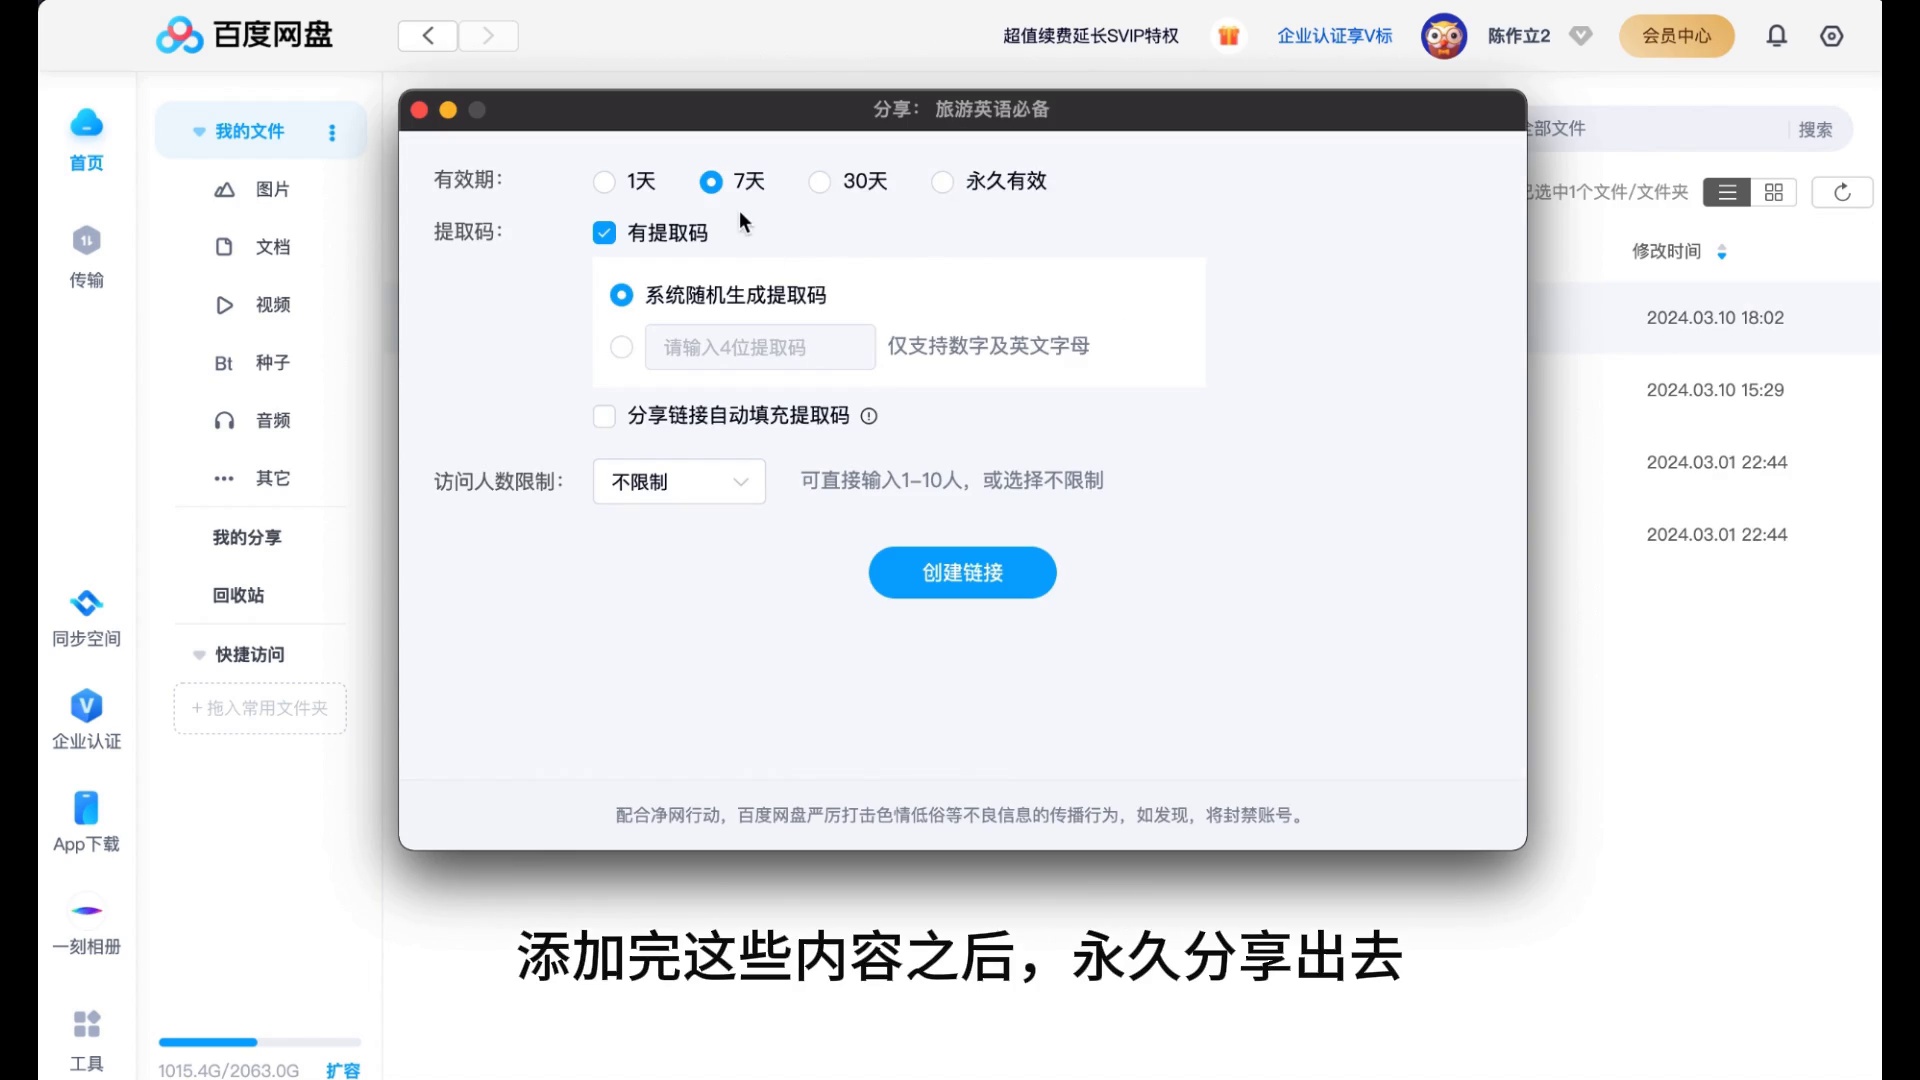 百度网盘
超值续费延长SVIP特权
企业认证享V标
陈作立2
会员中心
首页
传输
同步空间
企业认证
App下载
一刻相册
工具
我的文件
图片
文档
Bt 种子
视频
音频
其它
我的分享
回收站
快捷访问
+ 拖入常用文件夹
1015.4G/2063.0G 扩容
分享： 旅游英语必备
有效期： 1天 7天 30天 永久有效
提取码： 有提取码
系统随机生成提取码
请输入4位提取码 仅支持数字及英文字母
分享链接自动填充提取码
访问人数限制： 不限制 可直接输入1-10人，或选择不限制
创建链接
配合净网行动，百度网盘严厉打击色情低俗等不良信息的传播行为，如发现，将封禁账号。
全部文件 搜索
已选中1个文件/文件夹
修改时间
2024.03.10 18:02
2024.03.10 15:29
2024.03.01 22:44
2024.03.01 22:44
添加完这些内容之后，永久分享出去